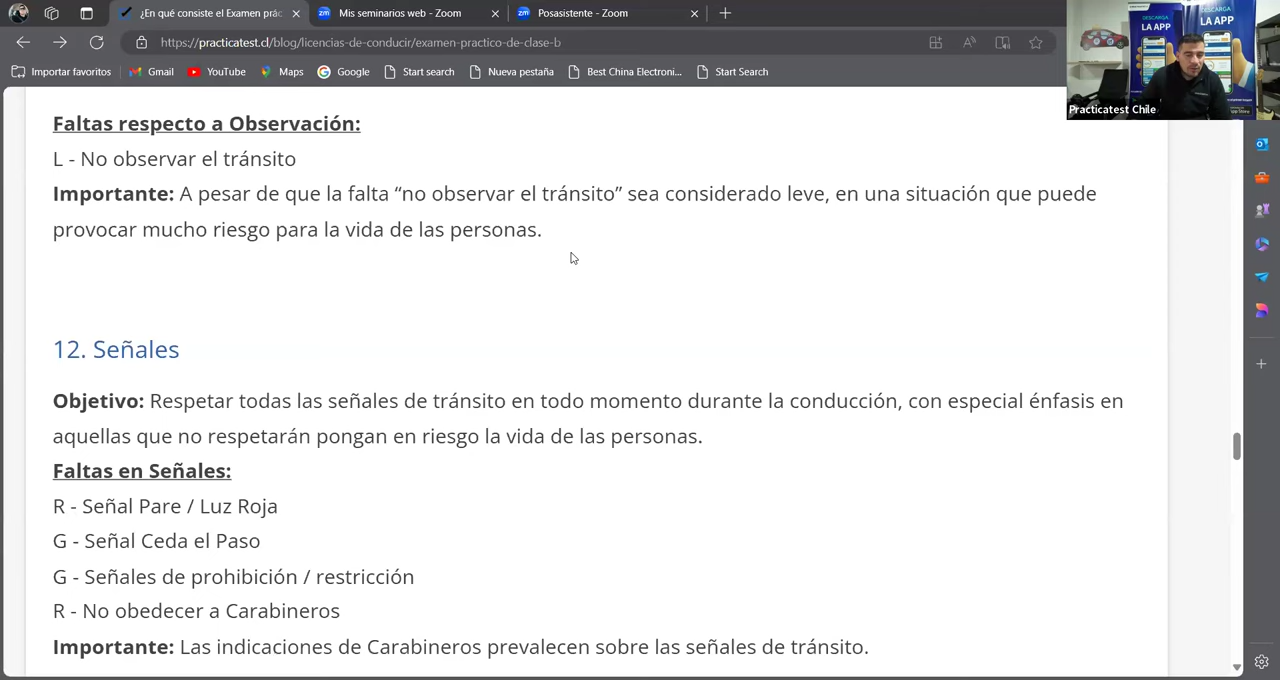 ¿En qué consiste el Examen prác
Mis seminarios web - Zoom
Posasistente - Zoom
https://practicatest.cl/blog/licencias-de-conducir/examen-practico-de-clase-b
Importar favoritos
Gmail
YouTube
Maps
Google
Start search
Nueva pestaña
Best China Electroni...
Start Search
DESCARGA
LA APP
DESCARGA
LA APP
Practicatest Chile
Faltas respecto a Observación:
L - No observar el tránsito
Importante: A pesar de que la falta “no observar el tránsito” sea considerado leve, en una situación que puede
provocar mucho riesgo para la vida de las personas.
12. Señales
Objetivo: Respetar todas las señales de tránsito en todo momento durante la conducción, con especial énfasis en
aquellas que no respetarán pongan en riesgo la vida de las personas.
Faltas en Señales:
R - Señal Pare / Luz Roja
G - Señal Ceda el Paso
G - Señales de prohibición / restricción
R - No obedecer a Carabineros
Importante: Las indicaciones de Carabineros prevalecen sobre las señales de tránsito.